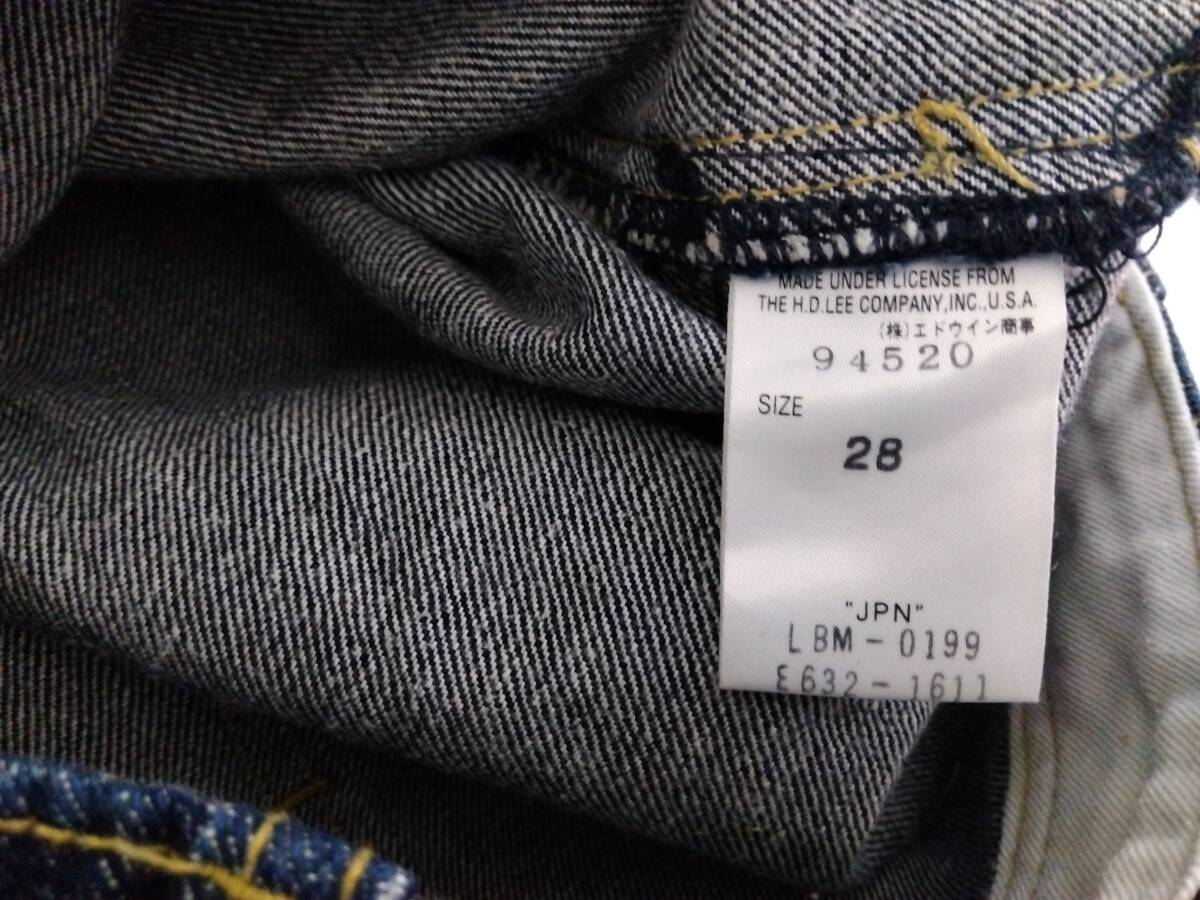 MADE UNDER LICENSE FROM
THE H.D.LEE COMPANY,INC.,U.S.A.
(株)エドウイン商事
94520
SIZE
28
"JPN"
LBM-0199
E632-1611